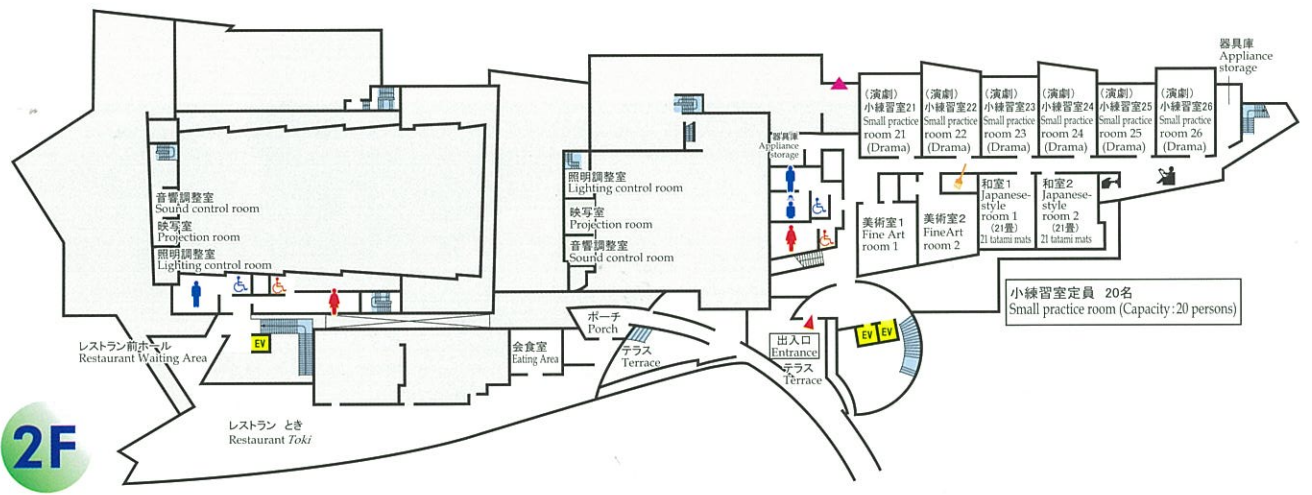 器具庫
Appliance
storage
(演劇)
小練習室21
Small practice
room 21
(Drama)
(演劇)
小練習室22
Small practice
room 22
(Drama)
(演劇)
小練習室23
Small practice
room 23
(Drama)
(演劇)
小練習室24
Small practice
room 24
(Drama)
(演劇)
小練習室25
Small practice
room 25
(Drama)
(演劇)
小練習室26
Small practice
room 26
(Drama)
器具庫
Appliance
storage
照明調整室
Lighting control room
映写室
Projection room
音響調整室
Sound control room
音響調整室
Sound control room
映写室
Projection room
照明調整室
Lighting control room
美術室1
Fine Art
room 1
美術室2
FineArt
room 2
和室1
Japanese-
style
room 1
(21畳)
21 tatami mats
和室2
Japanese-
style
room 2
(21畳)
21 tatami mats
小練習室定員 20名
Small practice room (Capacity:20 persons)
ポーチ
Porch
テラス
Terrace
出入口
Entrance
テラス
Terrace
EV
EV
EV
会食室
Eating Area
レストラン前ホール
Restaurant Waiting Area
レストラン とき
Restaurant Toki
2F